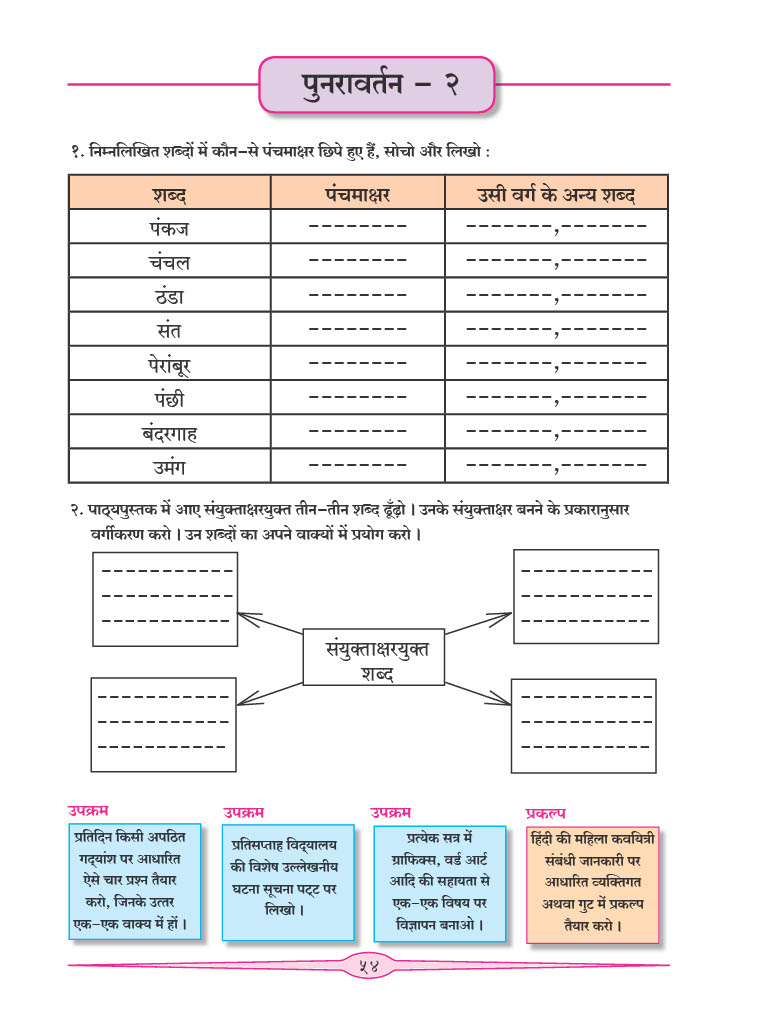 पुनरावर्तन – २
१. निम्नलिखित शब्दों में कौन-से पंचमाक्षर छिपे हुए हैं, सोचो और लिखो :
शब्द पंचमाक्षर उसी वर्ग के अन्य शब्द
पंकज -------- -------,-------
चंचल -------- -------,-------
ठंडा -------- -------,-------
संत -------- -------,-------
पेरांबूर -------- -------,-------
पंछी -------- -------,-------
बंदरगाह -------- -------,-------
उमंग -------- -------,-------
२. पाठ्यपुस्तक में आए संयुक्ताक्षरयुक्त तीन-तीन शब्द ढूँढ़ो । उनके संयुक्ताक्षर बनने के प्रकारानुसार
वर्गीकरण करो । उन शब्दों का अपने वाक्यों में प्रयोग करो ।
संयुक्ताक्षरयुक्त
शब्द
उपक्रम
प्रतिदिन किसी अपठित
गद्‌यांश पर आधारित
ऐसे चार प्रश्न तैयार
करो, जिनके उत्तर
एक-एक वाक्य में हों ।
उपक्रम
प्रतिसप्ताह विद्‌यालय
की विशेष उल्लेखनीय
घटना सूचना पट्‌ट पर
लिखो ।
उपक्रम
प्रत्येक सत्र में
ग्राफिक्स, वर्ड आर्ट
आदि की सहायता से
एक-एक विषय पर
विज्ञापन बनाओ ।
प्रकल्प
हिंदी की महिला कवयित्री
संबंधी जानकारी पर
आधारित व्यक्तिगत
अथवा गुट में प्रकल्प
तैयार करो ।
५४